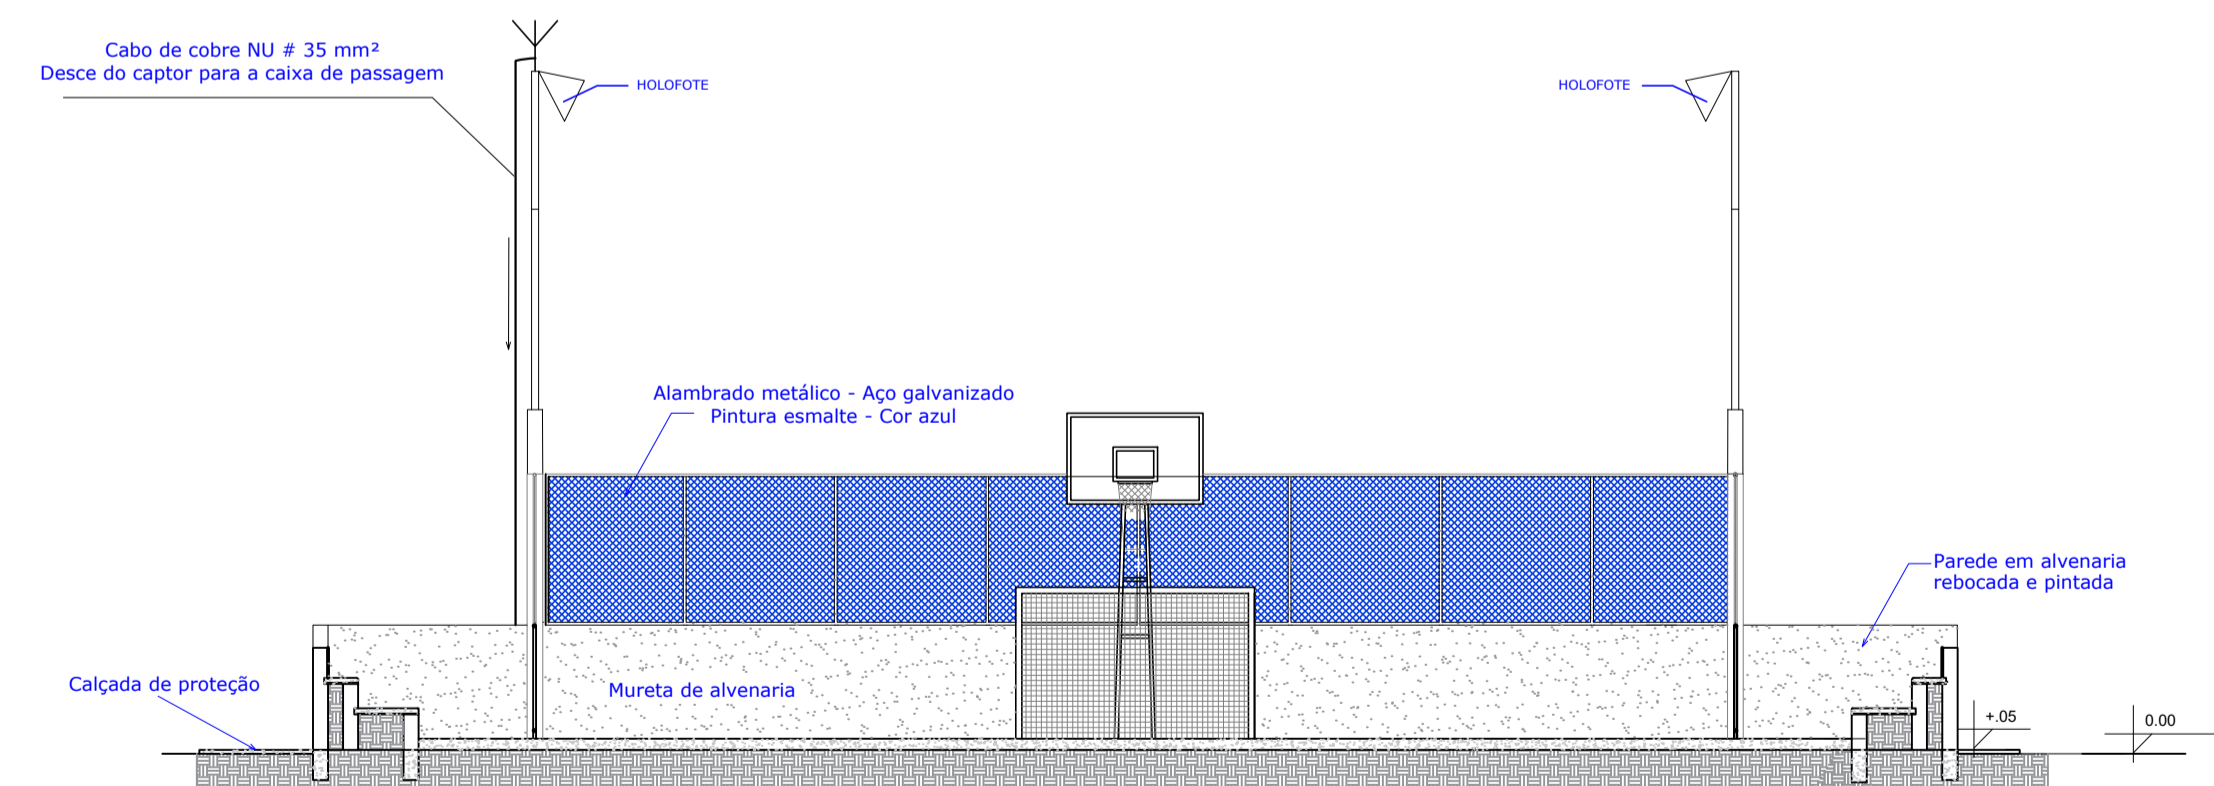 Cabo de cobre NU # 35 mm²
Desce do captor para a caixa de passagem
HOLOFOTE
HOLOFOTE
Alambrado metálico - Aço galvanizado
Pintura esmalte - Cor azul
Parede em alvenaria
rebocada e pintada
Calçada de proteção
Mureta de alvenaria
+.05
0.00